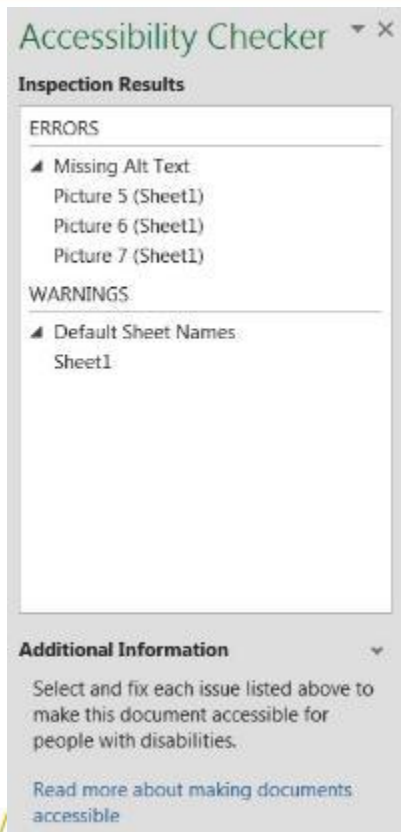 Accessibility Checker
Inspection Results
ERRORS
Missing Alt Text
Picture 5 (Sheet1)
Picture 6 (Sheet1)
Picture 7 (Sheet1)
WARNINGS
Default Sheet Names
Sheet1
Additional Information
Select and fix each issue listed above to
make this document accessible for
people with disabilities.
Read more about making documents
accessible